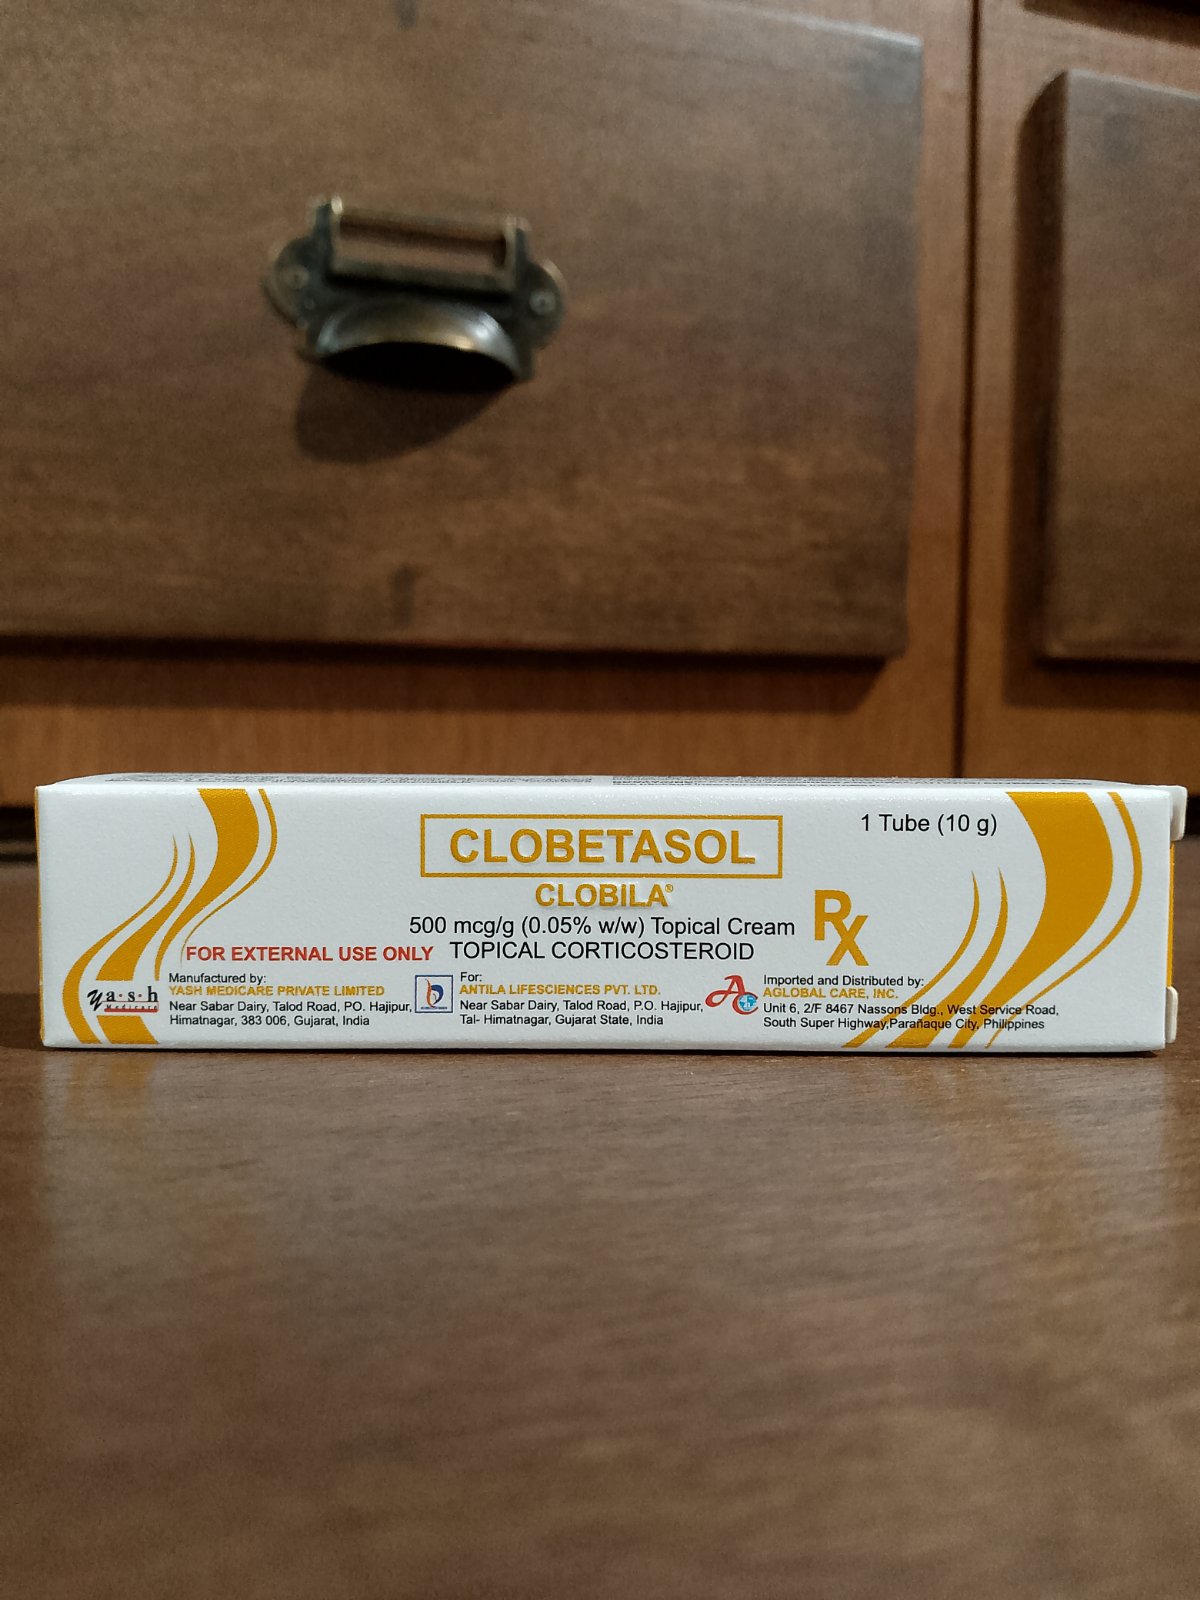 CLOBETASOL
1 Tube (10 g)
CLOBILA®
500 mcg/g (0.05% w/w) Topical Cream
Rx
FOR EXTERNAL USE ONLY TOPICAL CORTICOSTEROID
yash
Medicare
Manufactured by:
YASH MEDICARE PRIVATE LIMITED
Near Sabar Dairy, Talod Road, PO. Hajipur,
Himatnagar, 383 006, Gujarat, India
For:
ANTILA LIFESCIENCES PVT. LTD.
Near Sabar Dairy, Talod Road, P.O. Hajipur,
Tal- Himatnagar, Gujarat State, India
Imported and Distributed by:
AGLOBAL CARE, INC.
Unit 6, 2/F 8467 Nassons Bldg., West Service Road,
South Super Highway,Parañaque City, Philippines